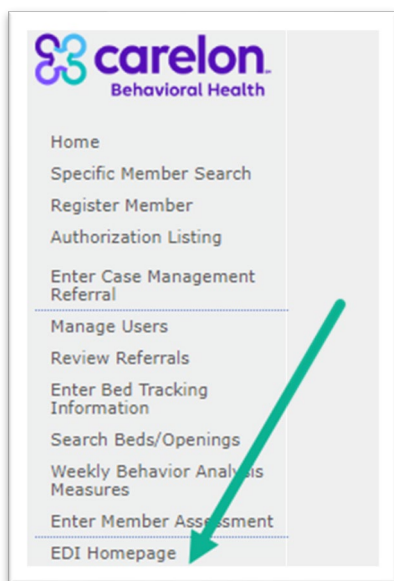 carelon
Behavioral Health
Home
Specific Member Search
Register Member
Authorization Listing
Enter Case Management
Referral
Manage Users
Review Referrals
Enter Bed Tracking
Information
Search Beds/Openings
Weekly Behavior Analysis
Measures
Enter Member Assessment
EDI Homepage